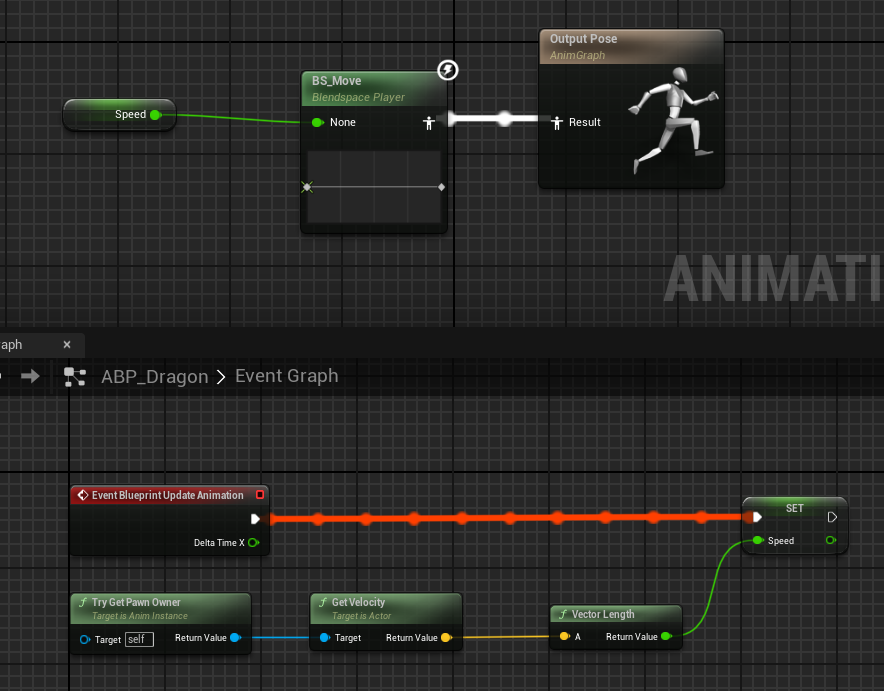 Output Pose
AnimGraph
BS_Move
Blendspace Player
Speed
None
Result
ANIMATI
aph
ABP_Dragon > Event Graph
Event Blueprint Update Animation
SET
Delta Time X
Speed
Try Get Pawn Owner
Target is Anim Instance
Target self
Return Value
Get Velocity
Target is Actor
Target
Return Value
Vector Length
A
Return Value